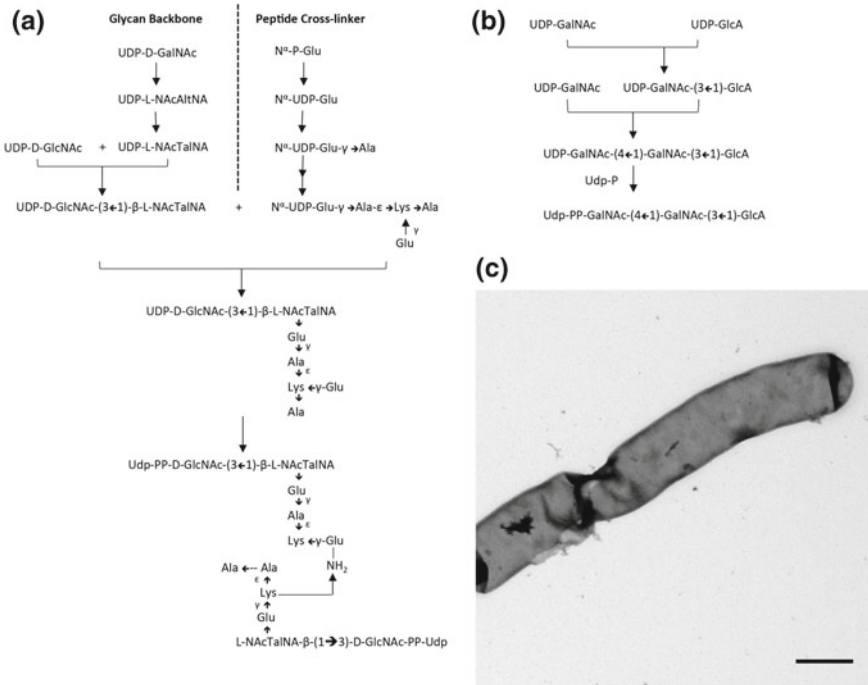 (a)
Glycan Backbone
Peptide Cross-linker
UDP-D-GalNAc
Nα-P-Glu
UDP-L-NAcAltNA
Nα-UDP-Glu
UDP-D-GlcNAc + UDP-L-NAcTalNA
Nα-UDP-Glu-γ → Ala
UDP-D-GlcNAc-(3←1)-β-L-NAcTalNA + Nα-UDP-Glu-γ → Ala-ε → Lys → Ala
γ
Glu
UDP-D-GlcNAc-(3←1)-β-L-NAcTalNA
Glu
γ
Ala
ε
Lys ← γ-Glu
Ala
Udp-PP-D-GlcNAc-(3←1)-β-L-NAcTalNA
Glu
γ
Ala
ε
Lys ← γ-Glu
Ala ←-- Ala
NH₂
ε
Lys
γ
Glu
L-NAcTalNA-β-(1→3)-D-GlcNAc-PP-Udp
(b)
UDP-GalNAc
UDP-GlcA
UDP-GalNAc
UDP-GalNAc-(3←1)-GlcA
UDP-GalNAc-(4←1)-GalNAc-(3←1)-GlcA
Udp-P
Udp-PP-GalNAc-(4←1)-GalNAc-(3←1)-GlcA
(c)